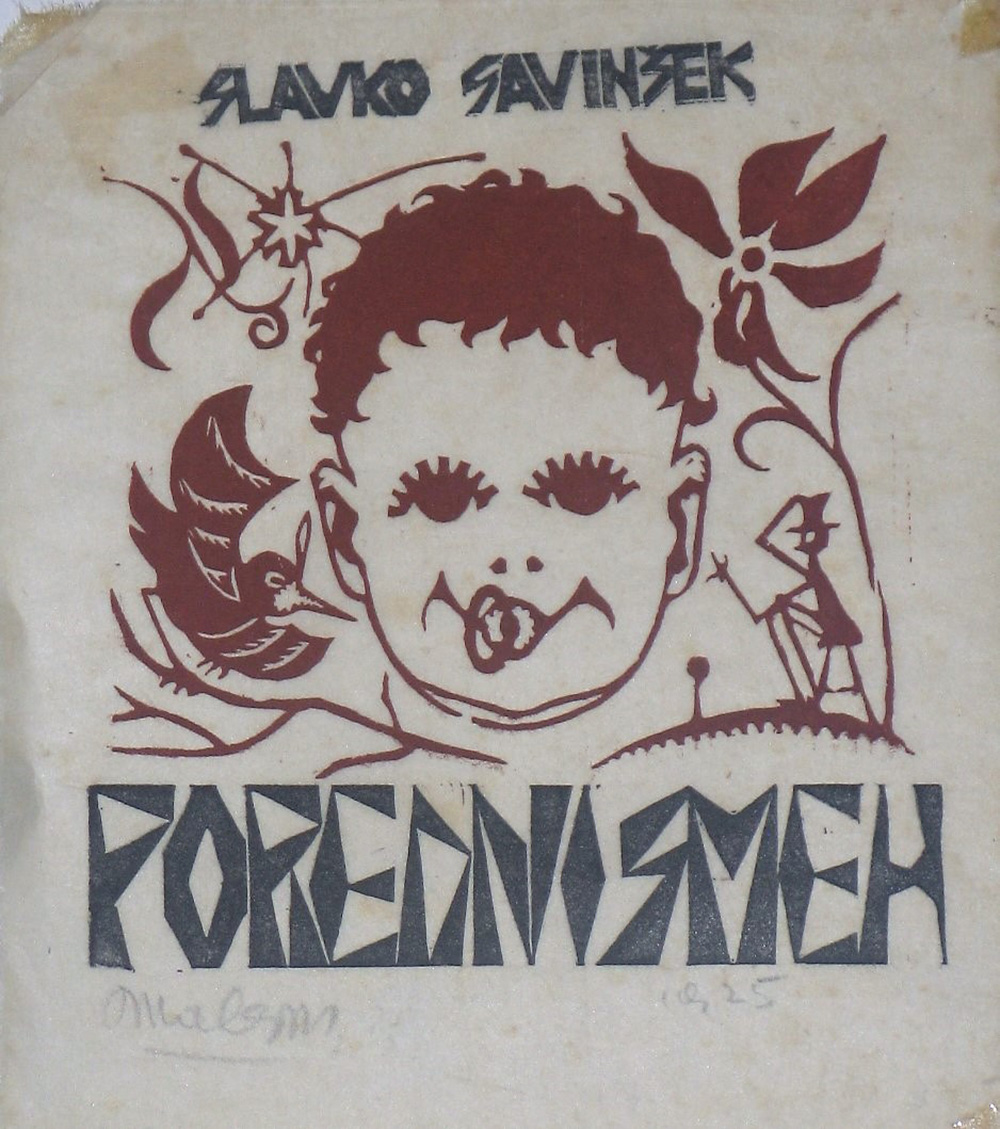 SLAVKO SAVINŠEK
POREDNI SMEH
1925